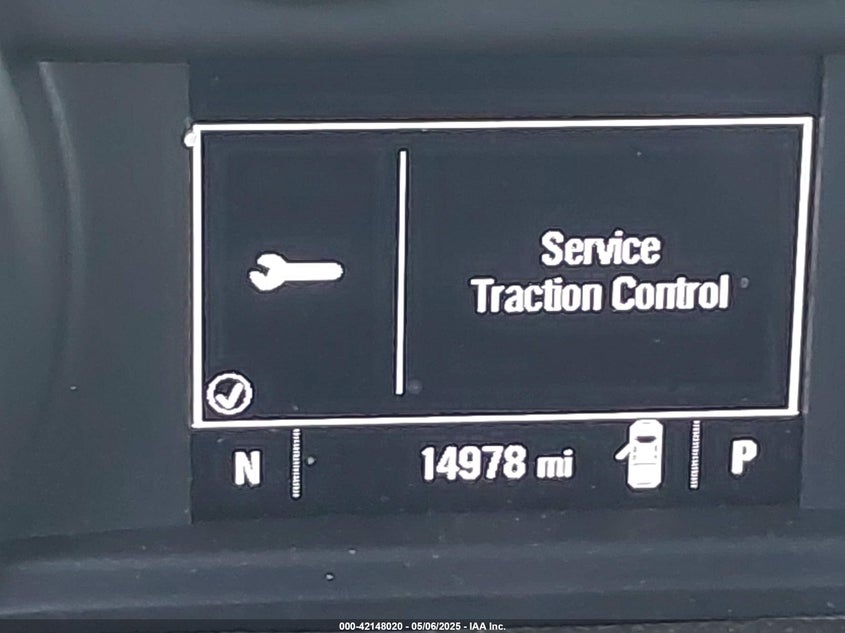 Service
Traction Control
N
14978 mi
P
000-42148020 - 05/06/2025 - IAA Inc.